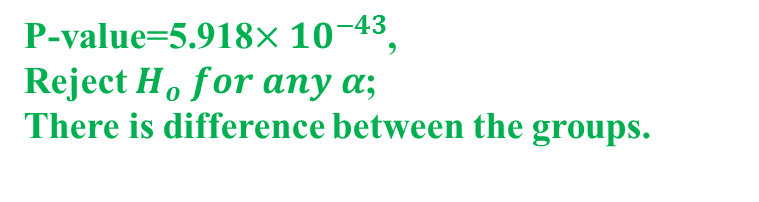 P-value=5.918× 10⁻⁴³,
Reject Hₒ for any α;
There is difference between the groups.